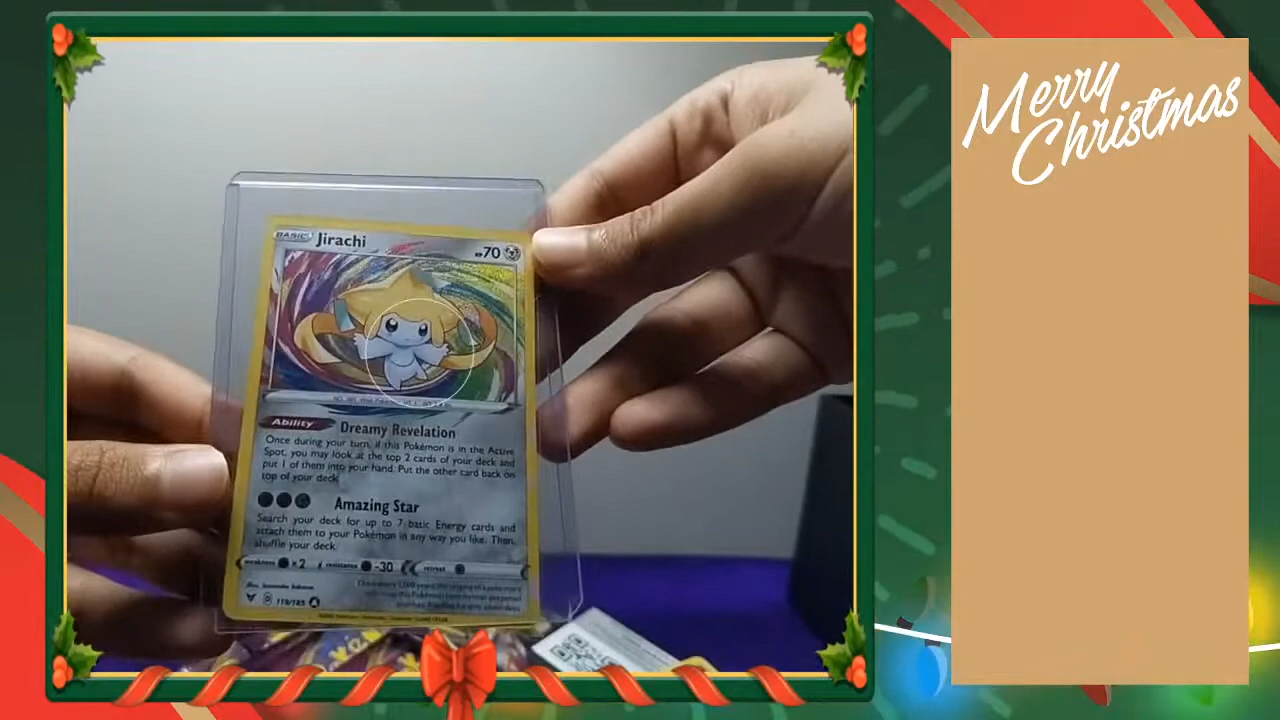 BASIC Jirachi 70
Ability Dreamy Revelation
Once during your turn, if this Pokémon is in the Active
Spot, you may look at the top 2 cards of your deck and
put 1 of them into your hand. Put the other card back on
top of your deck.
Amazing Star
Search your deck for up to 7 basic Energy cards and
attach them to your Pokémon in any way you like. Then,
shuffle your deck.
weakness ×2 resistance -30 retreat
119/185
Merry
Christmas